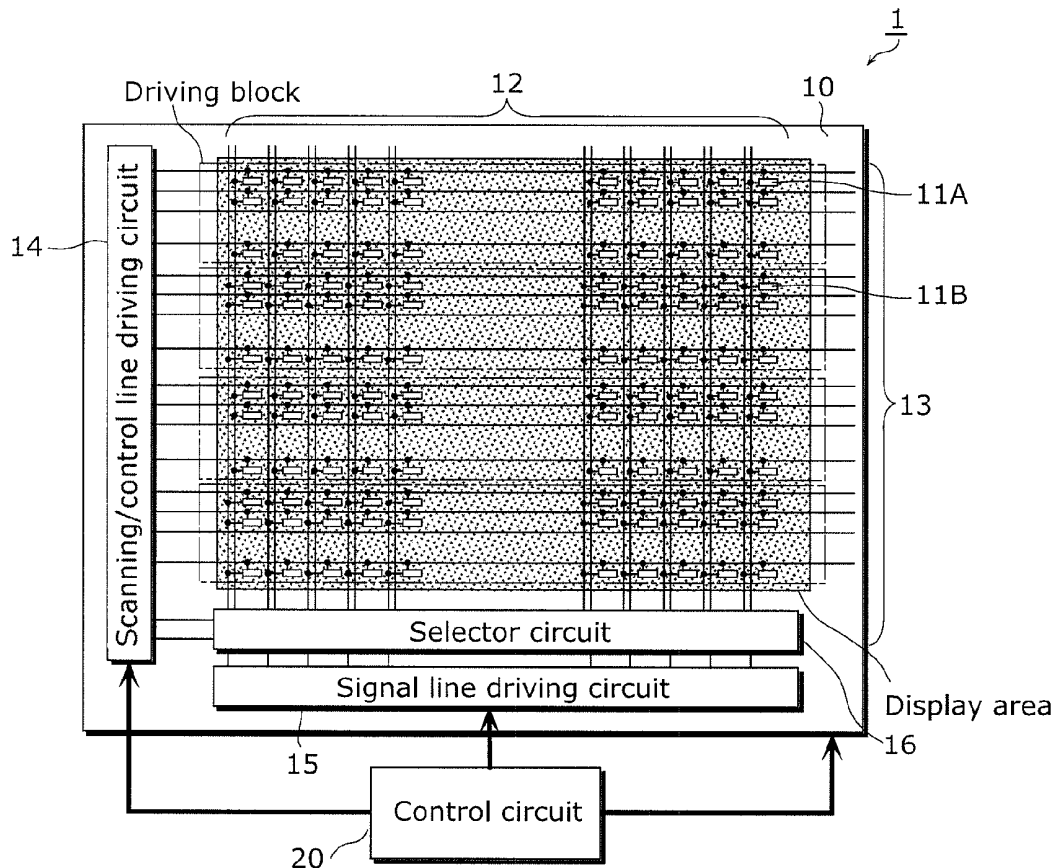 1
12
10
Driving block
11A
14
Scanning/control line driving circuit
11B
13
Selector circuit
Signal line driving circuit
Display area
15
16
Control circuit
20